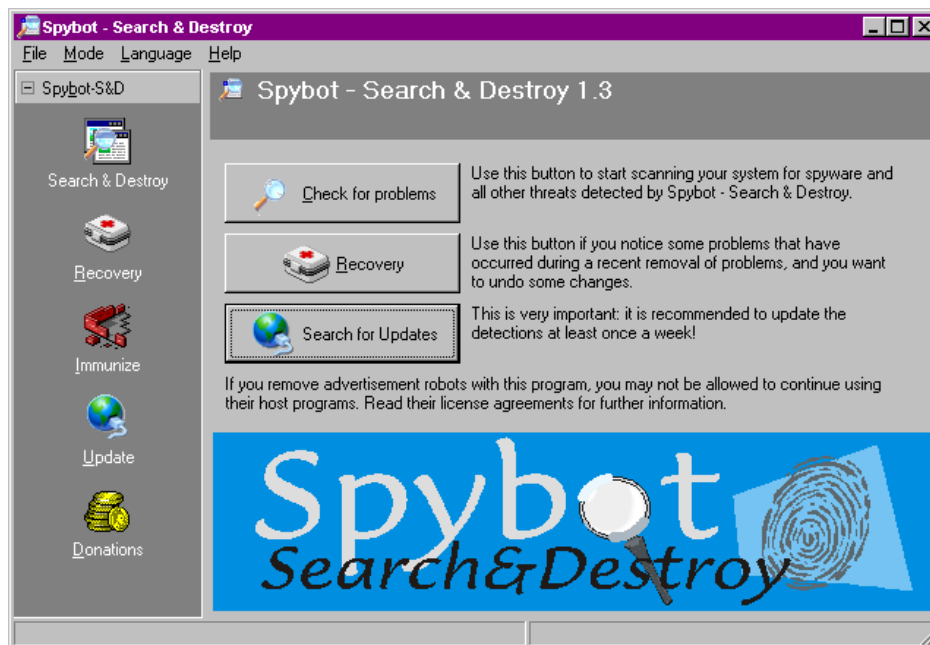 Spybot - Search & Destroy
File Mode Language Help
Spybot-S&D
Search & Destroy
Recovery
Immunize
Update
Donations
Spybot - Search & Destroy 1.3
Check for problems
Use this button to start scanning your system for spyware and
all other threats detected by Spybot - Search & Destroy.
Recovery
Use this button if you notice some problems that have
occurred during a recent removal of problems, and you want
to undo some changes.
Search for Updates
This is very important: it is recommended to update the
detections at least once a week!
If you remove advertisement robots with this program, you may not be allowed to continue using
their host programs. Read their license agreements for further information.
Spybot
Search&Destroy